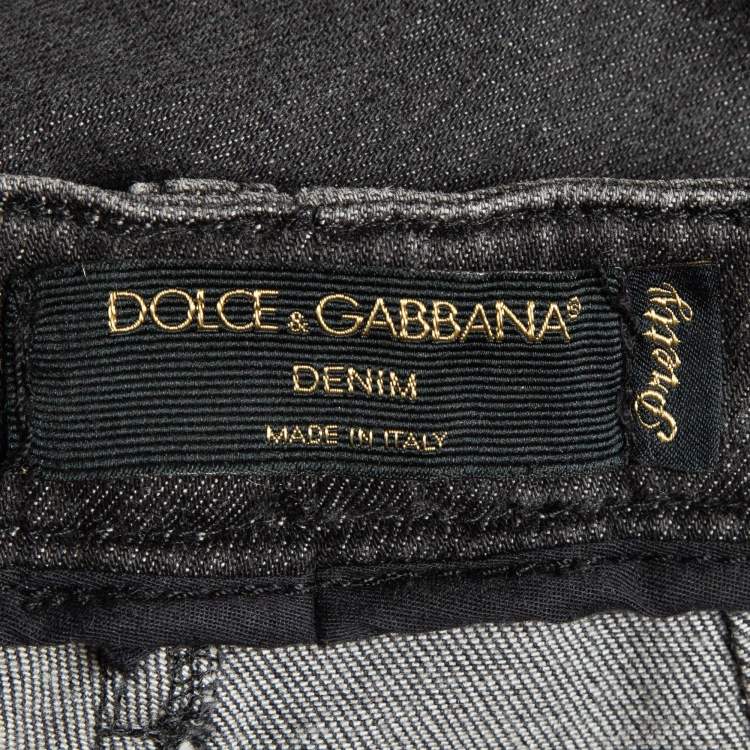 DOLCE & GABBANA®
DENIM
MADE IN ITALY
Pretty